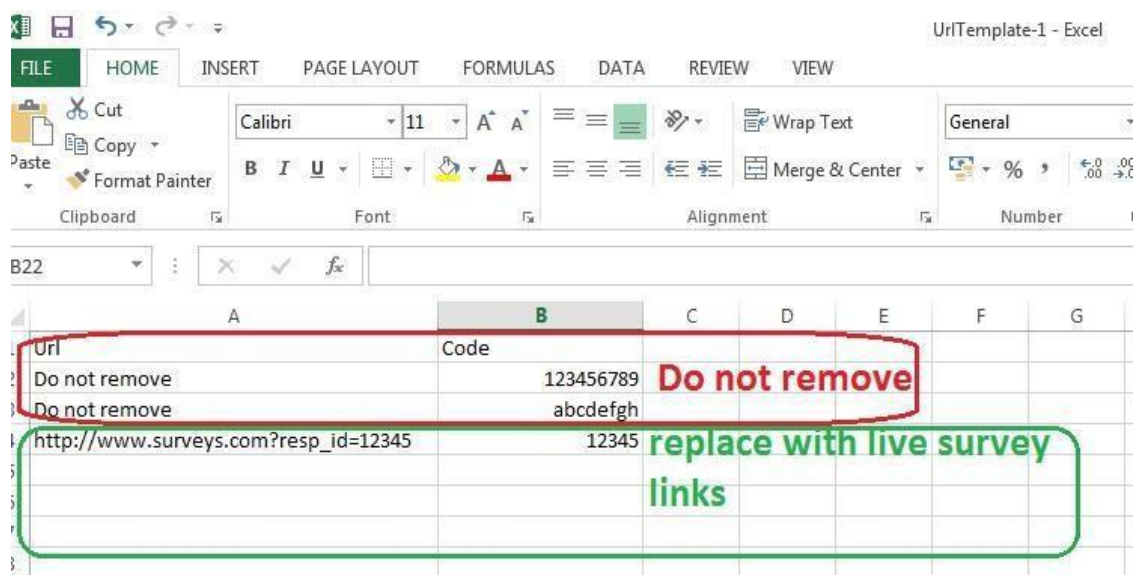 UrlTemplate-1 - Excel
FILE HOME INSERT PAGE LAYOUT FORMULAS DATA REVIEW VIEW
Cut
Copy
Format Painter
Paste
Calibri 11 A A
B I U A
Wrap Text
Merge & Center
General
% , .0 .00
Clipboard Font Alignment Number
B22 fx
A B C D E F G
Url Code
Do not remove 123456789 Do not remove
Do not remove abcdefgh
http://www.surveys.com?resp_id=12345 12345 replace with live survey
links